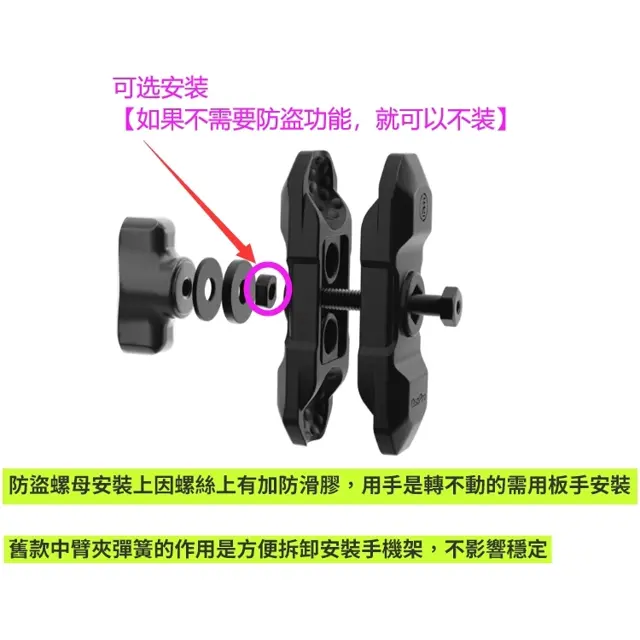 可选安装
【如果不需要防盗功能，就可以不装】
防盜螺母安裝上因螺絲上有加防滑膠，用手是轉不動的需用板手安裝
舊款中臂夾彈簧的作用是方便拆卸安裝手機架，不影響穩定